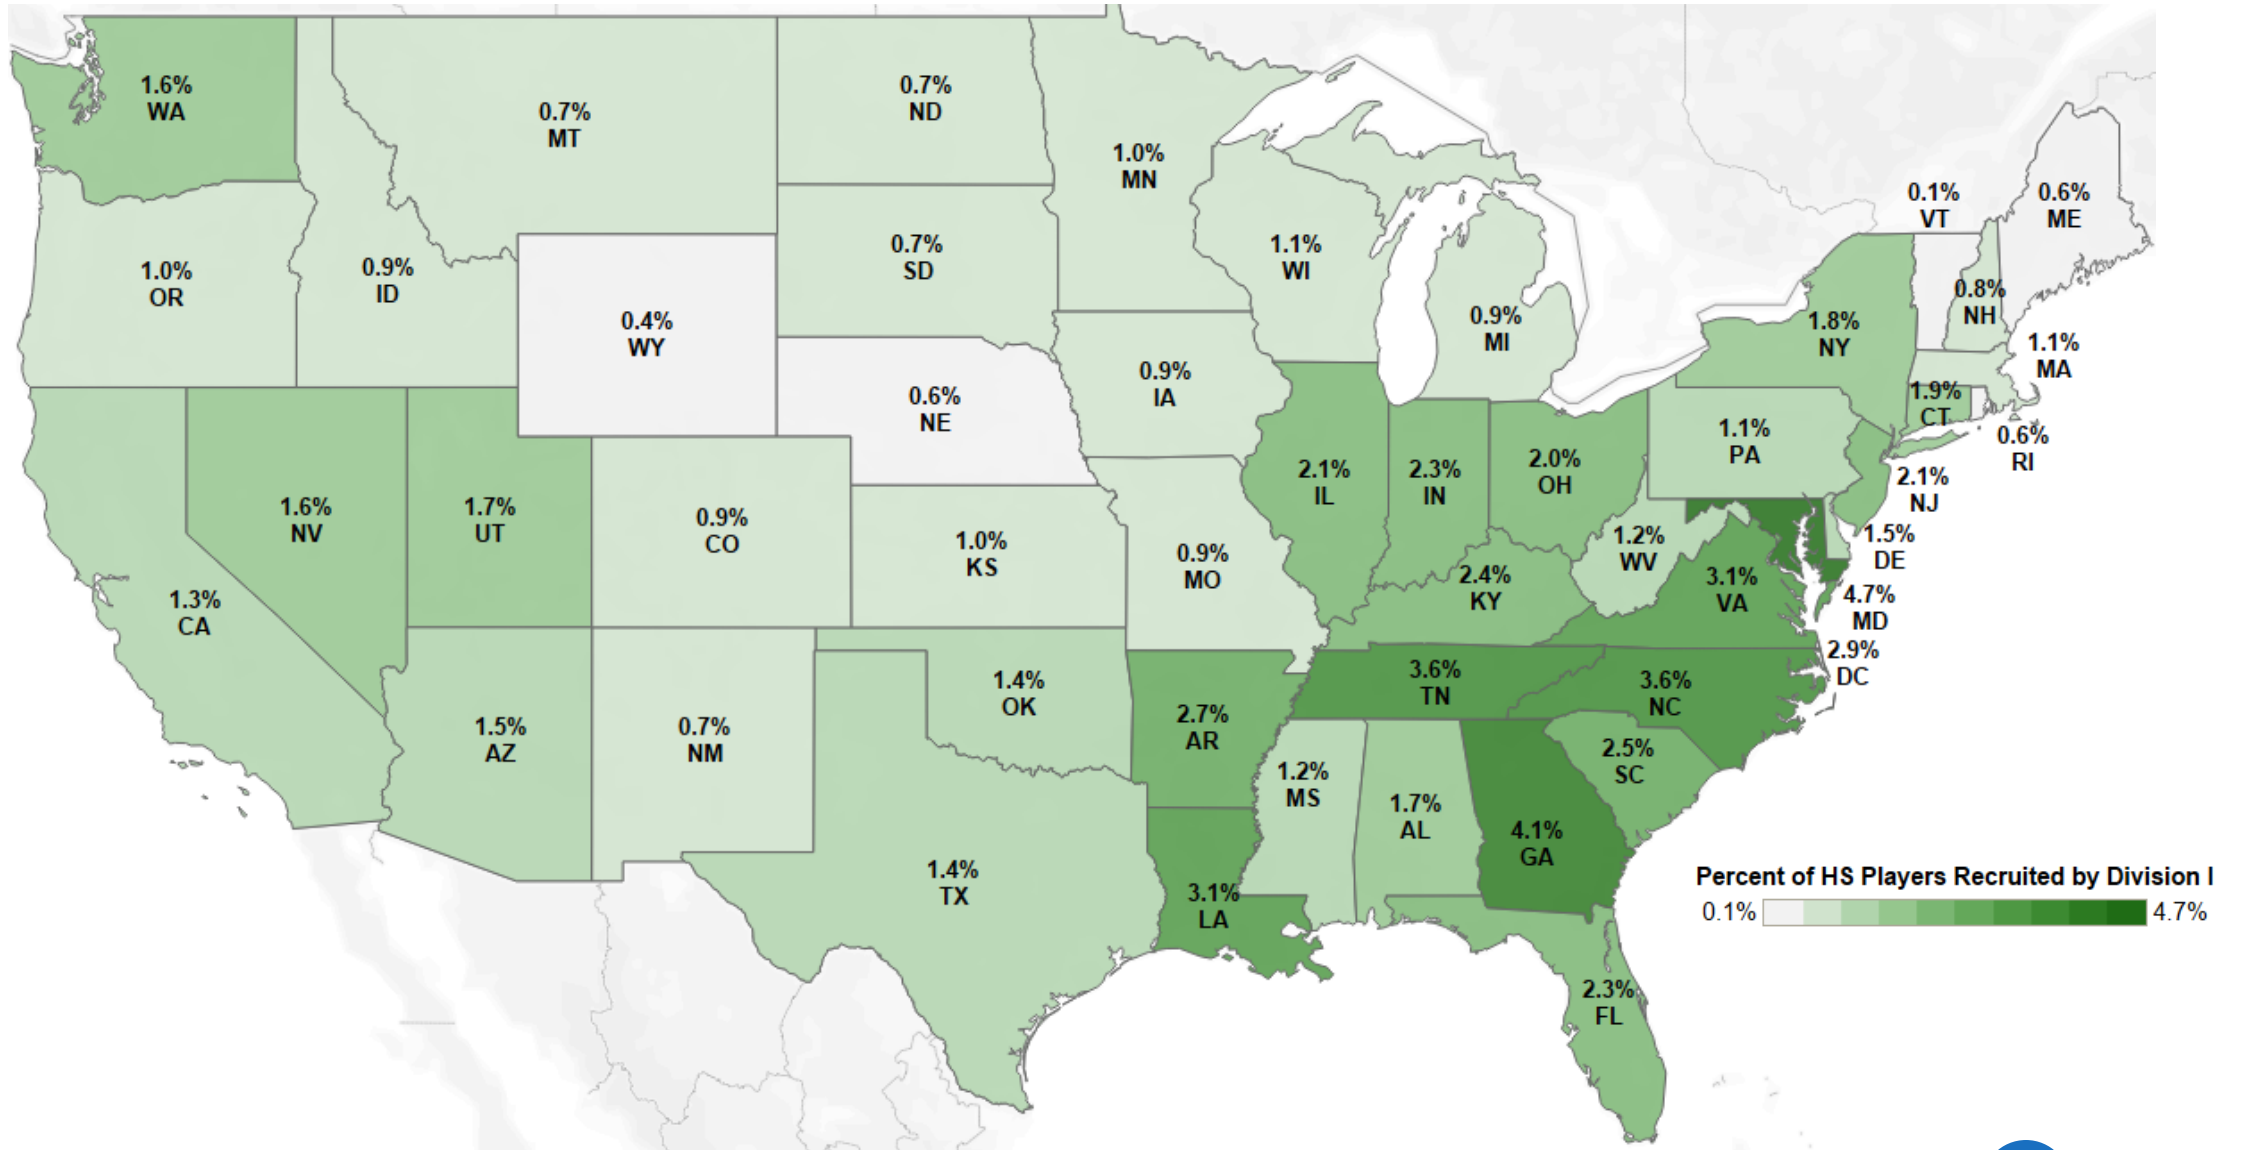 1.6%
WA
0.7%
MT
0.7%
ND
1.0%
MN
0.1%
VT
0.6%
ME
1.0%
OR
0.9%
ID
0.4%
WY
0.7%
SD
1.1%
WI
0.9%
MI
1.8%
NY
0.8%
NH
1.1%
MA
0.6%
NE
0.9%
IA
1.1%
PA
1.9%
CT
0.6%
RI
1.6%
NV
1.7%
UT
0.9%
CO
1.0%
KS
0.9%
MO
2.1%
IL
2.3%
IN
2.0%
OH
1.2%
WV
2.1%
NJ
1.5%
DE
1.3%
CA
2.4%
KY
3.1%
VA
4.7%
MD
2.9%
DC
1.5%
AZ
0.7%
NM
1.4%
OK
2.7%
AR
3.6%
TN
3.6%
NC
2.5%
SC
1.4%
TX
3.1%
LA
1.2%
MS
1.7%
AL
4.1%
GA
2.3%
FL
Percent of HS Players Recruited by Division I
0.1% 4.7%